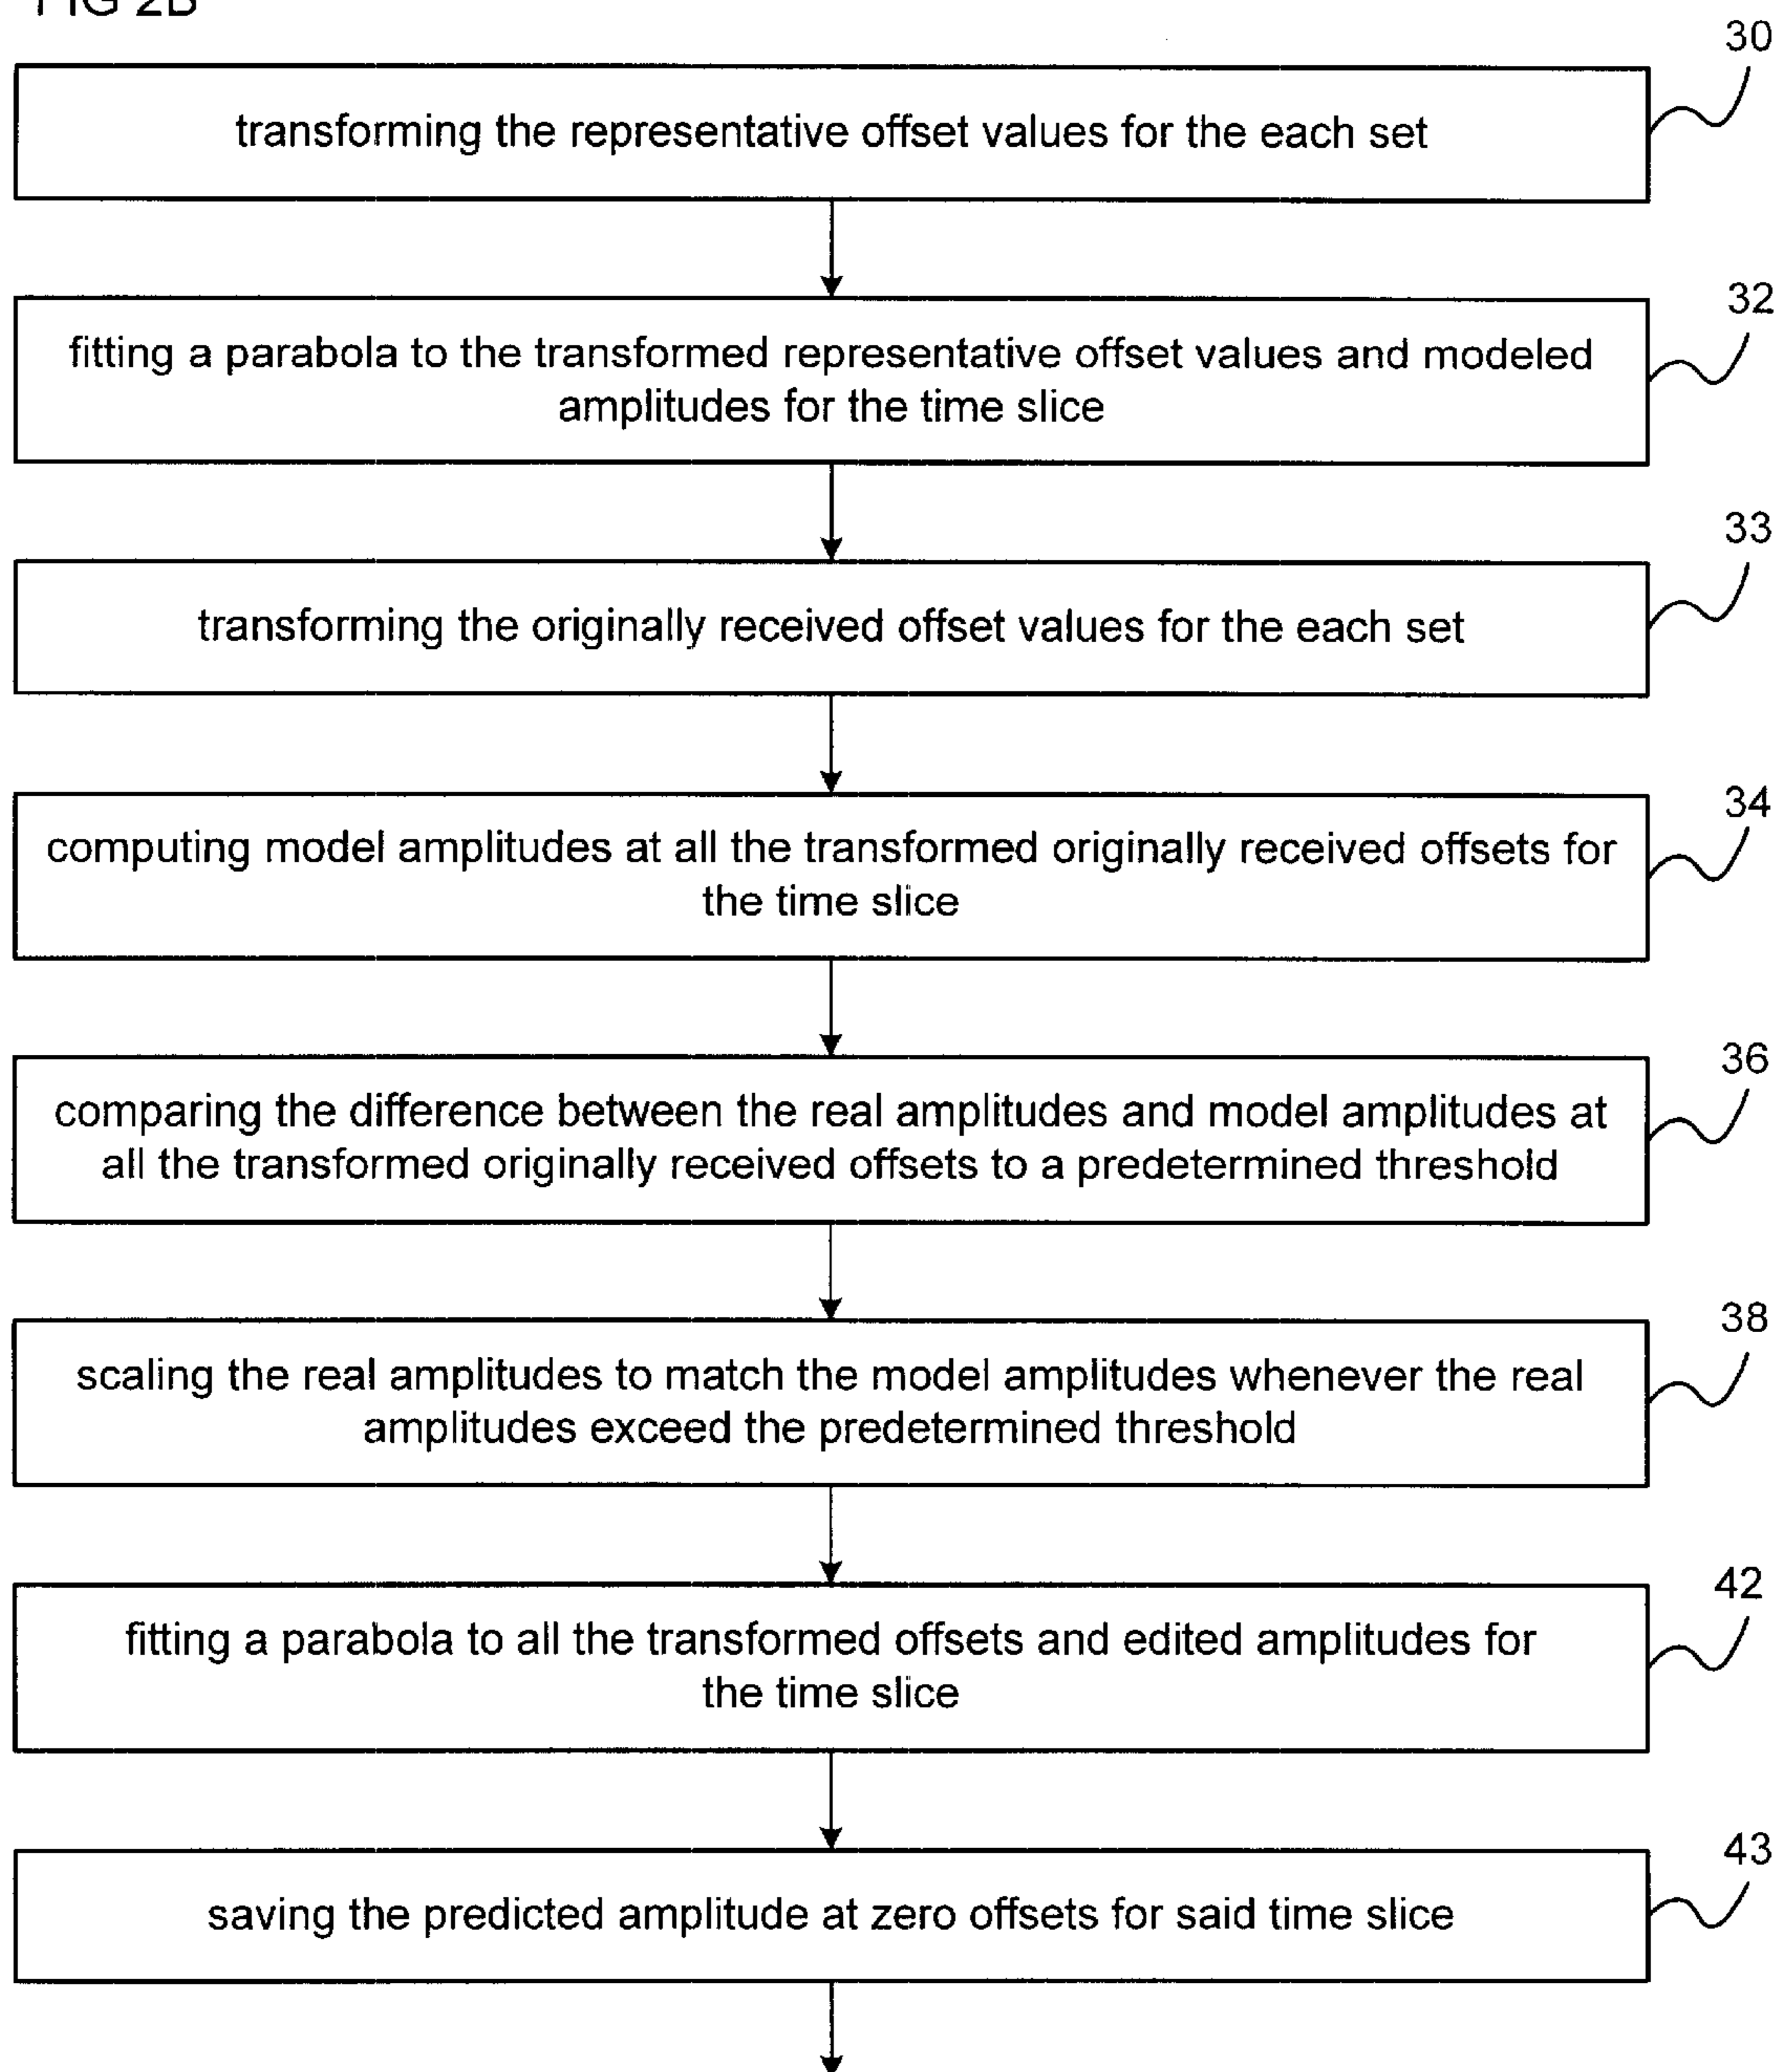 FIG 2B
30
transforming the representative offset values for the each set
32
fitting a parabola to the transformed representative offset values and modeled
amplitudes for the time slice
33
transforming the originally received offset values for the each set
34
computing model amplitudes at all the transformed originally received offsets for
the time slice
36
comparing the difference between the real amplitudes and model amplitudes at
all the transformed originally received offsets to a predetermined threshold
38
scaling the real amplitudes to match the model amplitudes whenever the real
amplitudes exceed the predetermined threshold
42
fitting a parabola to all the transformed offsets and edited amplitudes for
the time slice
43
saving the predicted amplitude at zero offsets for said time slice